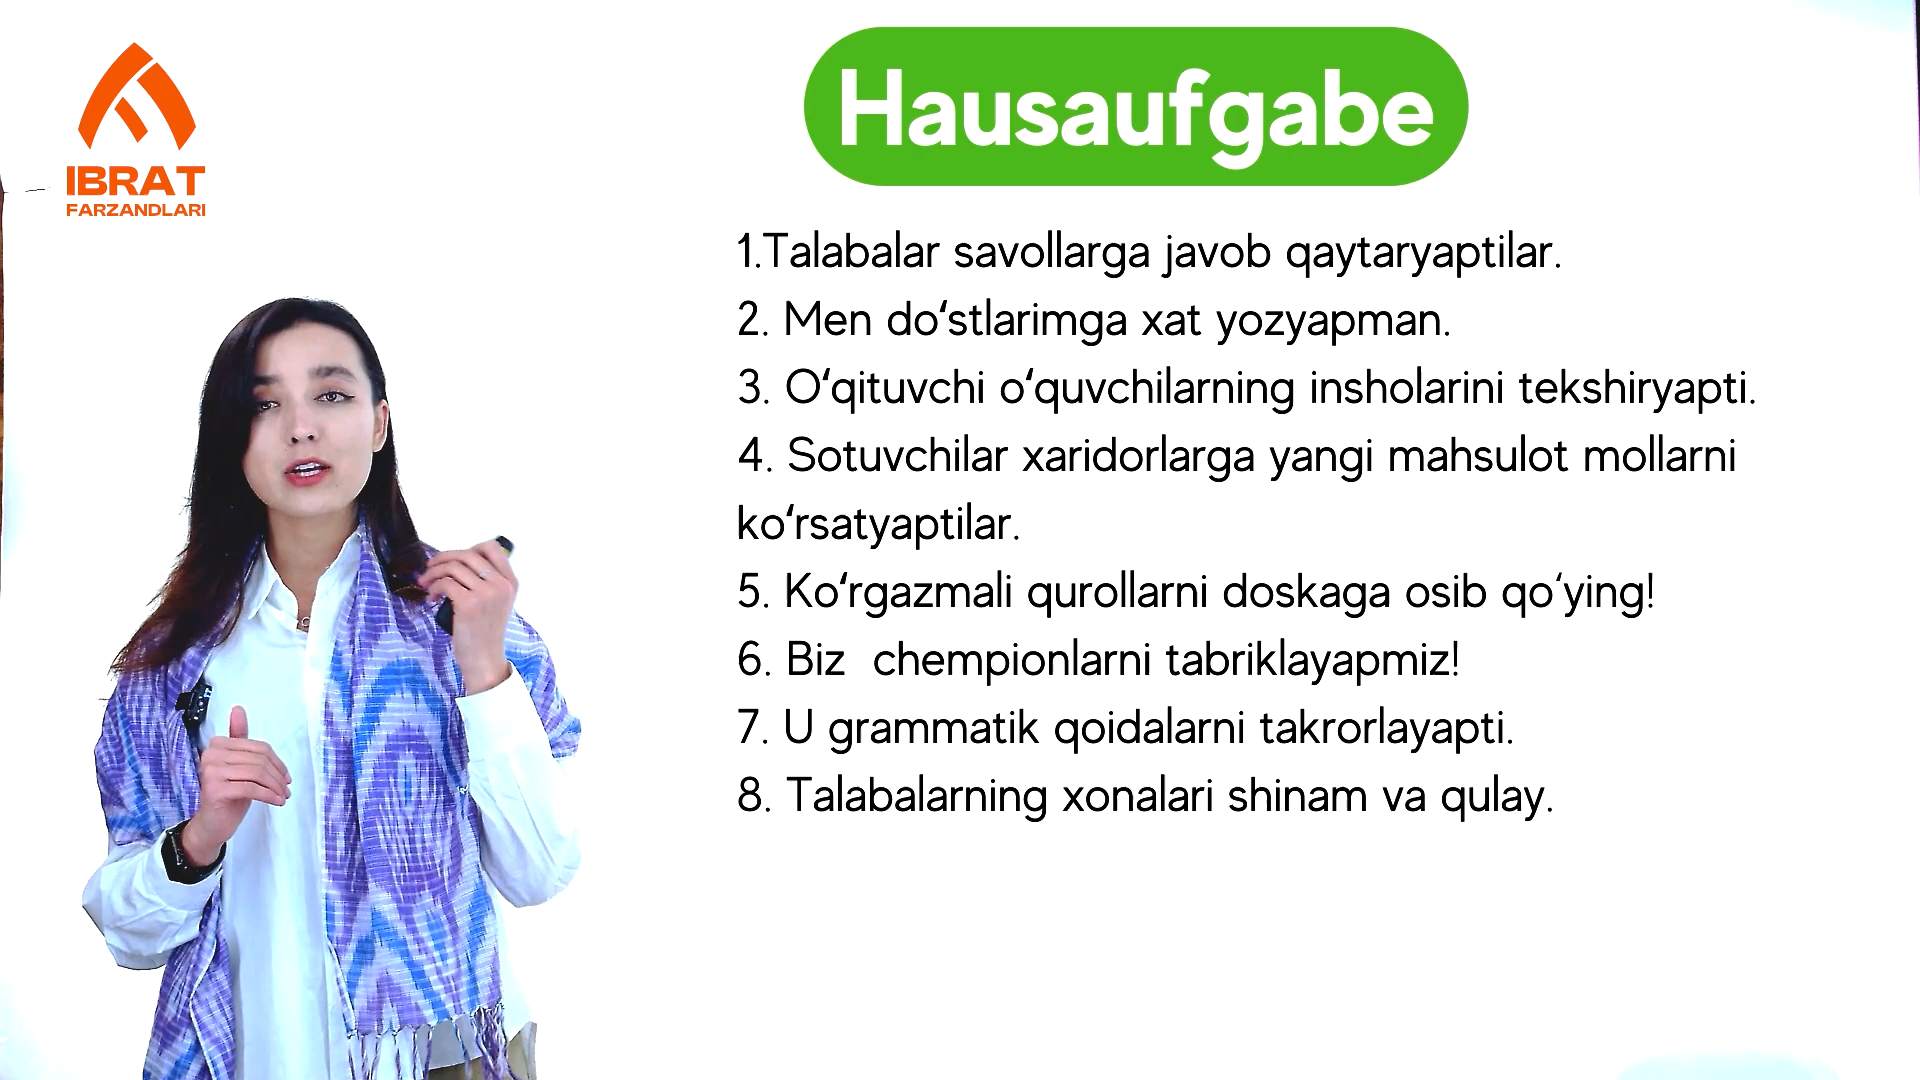 IBRAT
FARZANDLARI
Hausaufgabe
1.Talabalar savollarga javob qaytaryaptilar.
2. Men do‘stlarimga xat yozyapman.
3. O‘qituvchi o‘quvchilarning insholarini tekshiryapti.
4. Sotuvchilar xaridorlarga yangi mahsulot mollarni
ko‘rsatyaptilar.
5. Ko‘rgazmali qurollarni doskaga osib qo‘ying!
6. Biz chempionlarni tabriklayapmiz!
7. U grammatik qoidalarni takrorlayapti.
8. Talabalarning xonalari shinam va qulay.